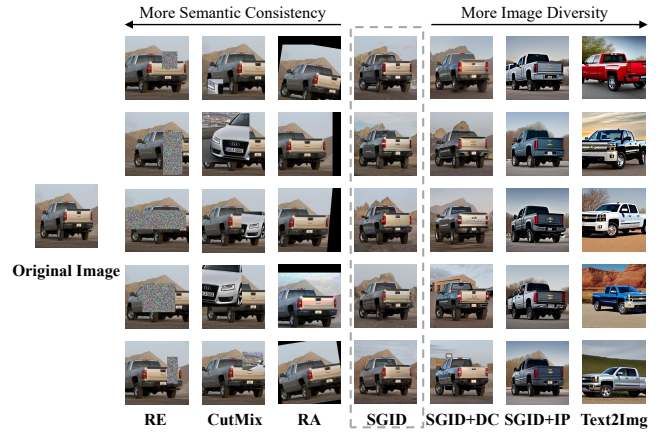 More Semantic Consistency
More Image Diversity
Original Image
RE
CutMix
RA
SGID
SGID+DC
SGID+IP
Text2Img